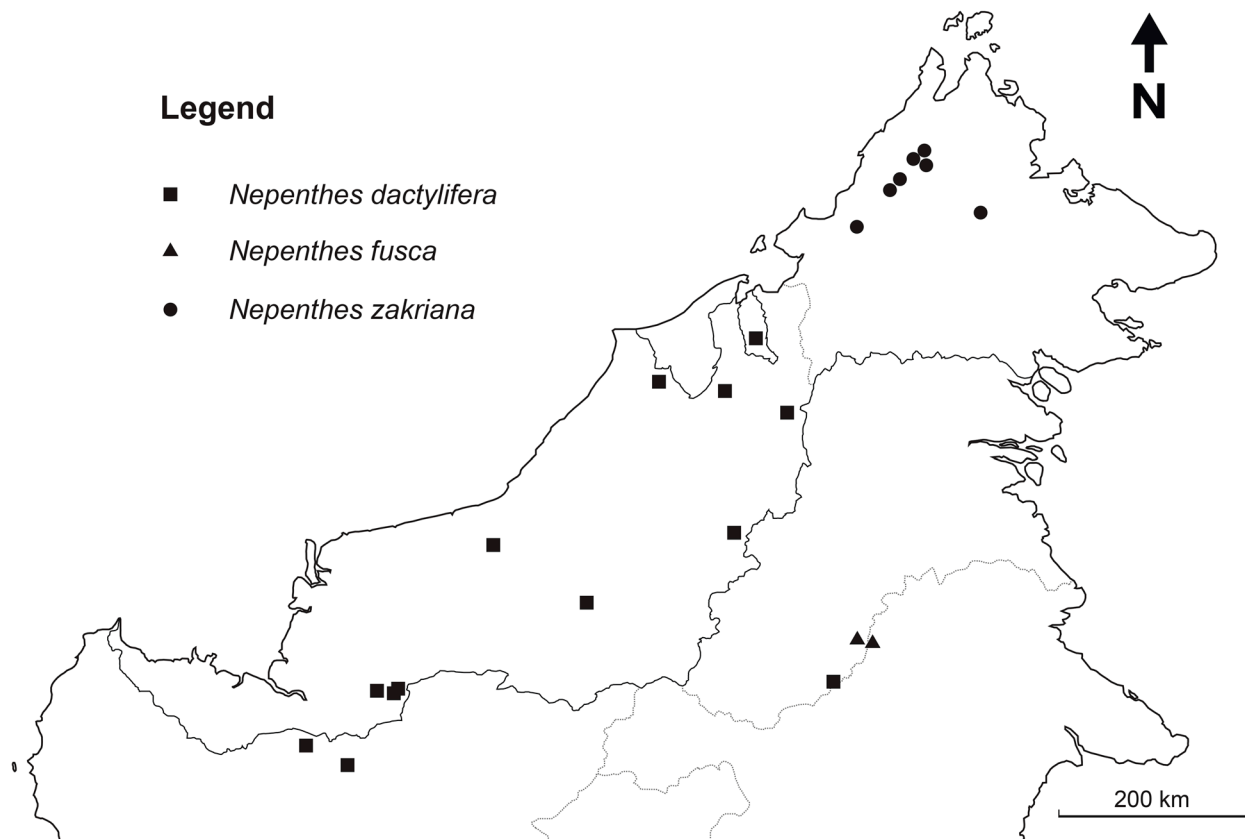 N
Legend
Nepenthes dactylifera
Nepenthes fusca
Nepenthes zakriana
200 km